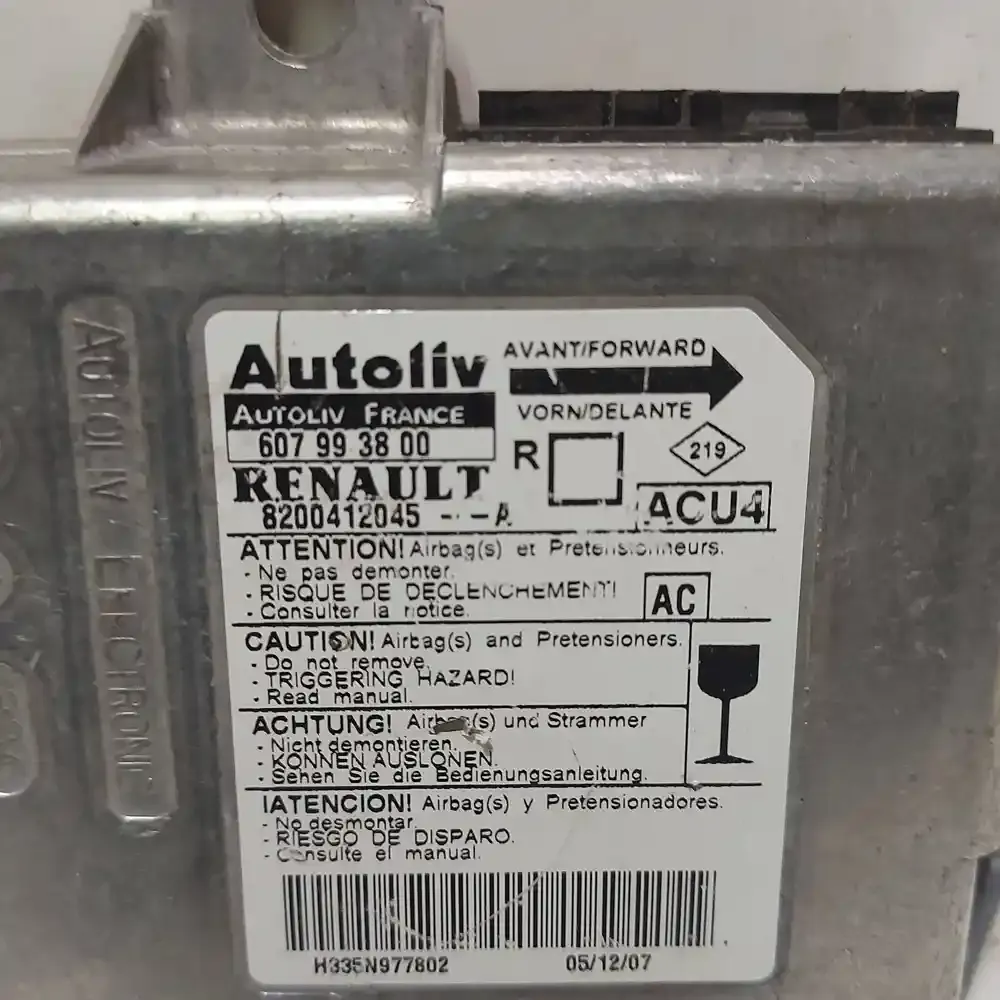 Autoliv
AUTOLIV FRANCE
607 99 38 00
RENAULT
8200412045 - - A
AVANT/FORWARD
VORN/DELANTE
R
219
ACU4
ATTENTION! Airbag(s) et Pretensionneurs.
- Ne pas demonter.
- RISQUE DE DECLENCHEMENT!
- Consulter la notice.
AC
CAUTION! Airbag(s) and Pretensioners.
- Do not remove.
- TRIGGERING HAZARD!
- Read manual.
ACHTUNG! Airbag(s) und Strammer
- Nicht demontieren.
- KONNEN AUSLONEN.
- Sehen Sie die Bedienungsanleitung.
IATENCION! Airbag(s) y Pretensionadores.
- No desmontar.
- RIESGO DE DISPARO.
- Consulte el manual.
H335N977802 05/12/07
AUTOLIV ELECTRONIC